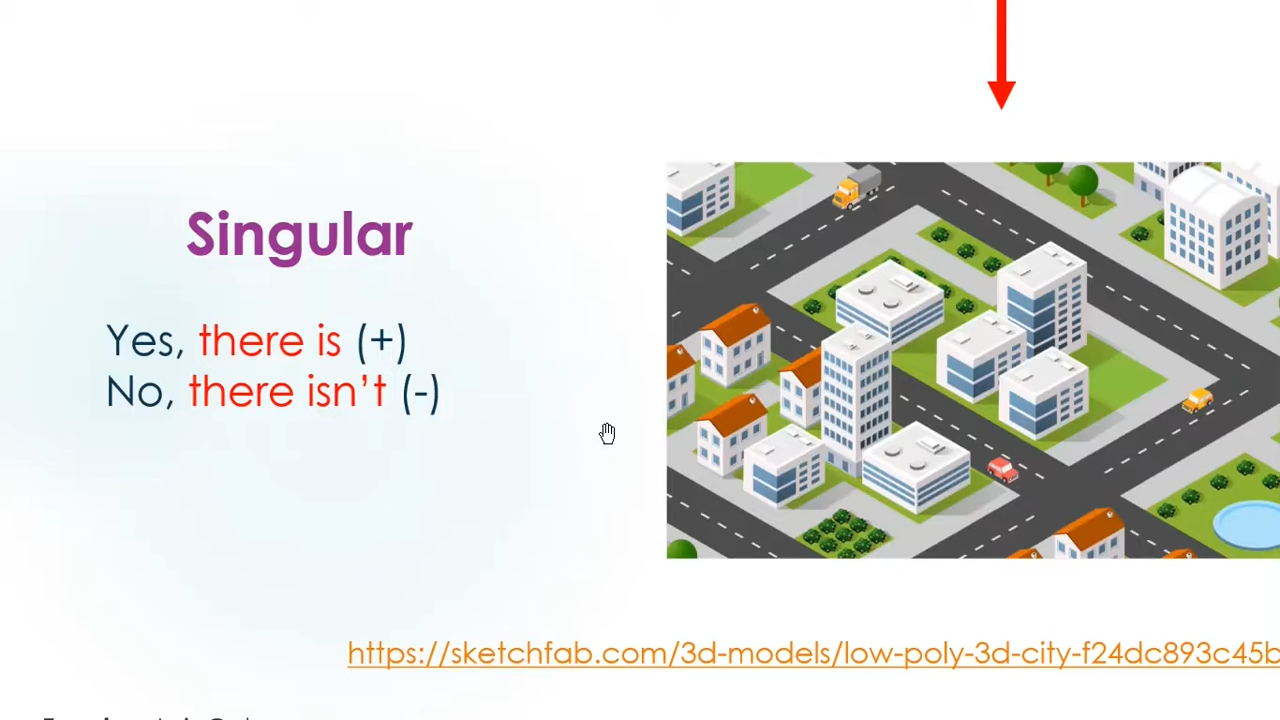 Singular
Yes, there is (+)
No, there isn't (-)
https://sketchfab.com/3d-models/low-poly-3d-city-f24dc893c45b